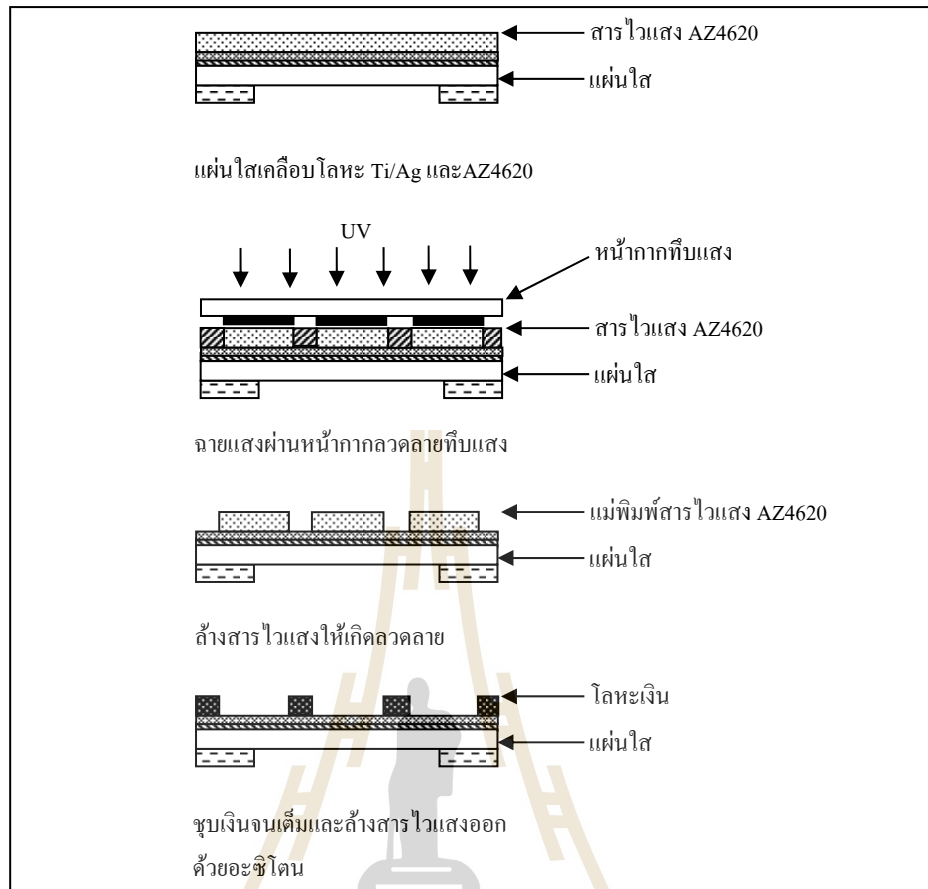 สารไวแสง AZ4620
แผ่นใส
แผ่นใสเคลือบโลหะ Ti/Ag และAZ4620
UV
หน้ากากทึบแสง
สารไวแสง AZ4620
แผ่นใส
ฉายแสงผ่านหน้ากากลวดลายทึบแสง
แม่พิมพ์สารไวแสง AZ4620
แผ่นใส
ล้างสารไวแสงให้เกิดลวดลาย
โลหะเงิน
แผ่นใส
ชุบเงินจนเต็มและล้างสารไวแสงออก
ด้วยอะซิโตน